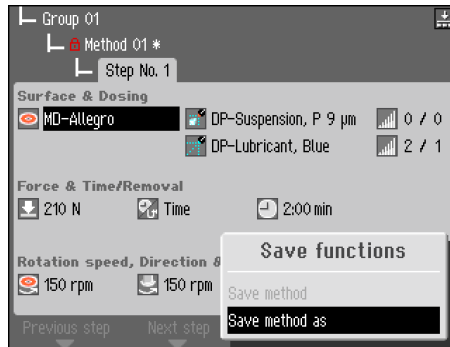 Group 01
Method 01 *
Step No. 1
Surface & Dosing
MD-Allegro DP-Suspension, P 9 µm 0 / 0
DP-Lubricant, Blue 2 / 1
Force & Time/Removal
210 N Time 2:00 min
Rotation speed, Direction &
150 rpm 150 rpm
Save functions
Save method
Save method as
Previous step Next step